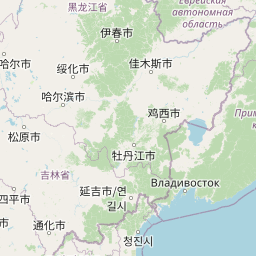 黑龙江省
Еврейская
автономная
область
伊春市
哈尔市
绥化市
佳木斯市
哈尔滨市
鸡西市
松原市
牡丹江市
吉林省
四平市
延吉市/연
길시
Владивосток
通化市
청진시